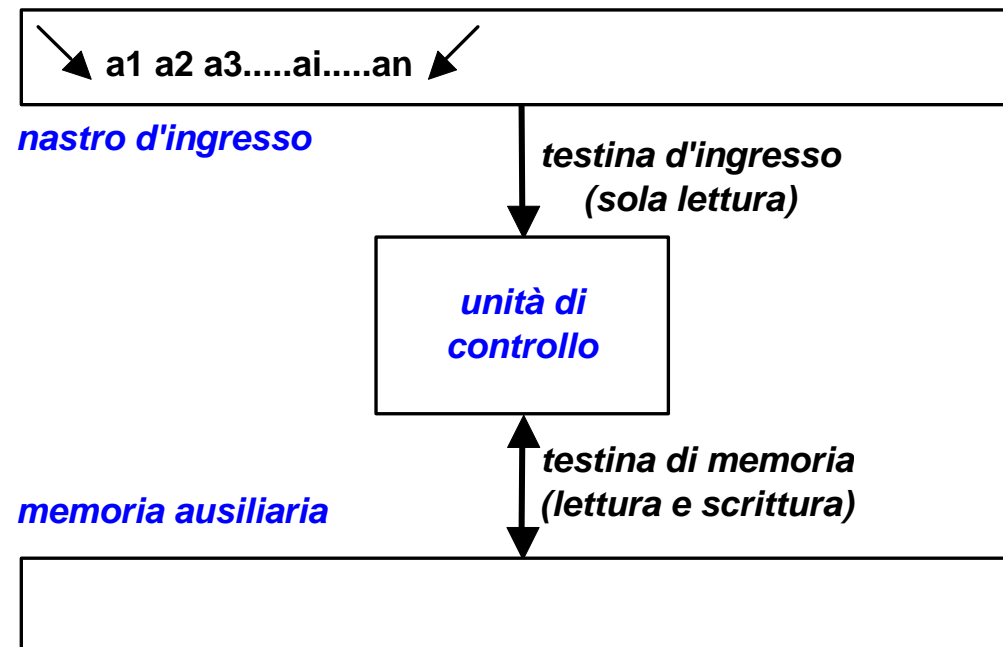 a1 a2 a3.....ai.....an
nastro d'ingresso
testina d'ingresso
(sola lettura)
unità di
controllo
testina di memoria
(lettura e scrittura)
memoria ausiliaria